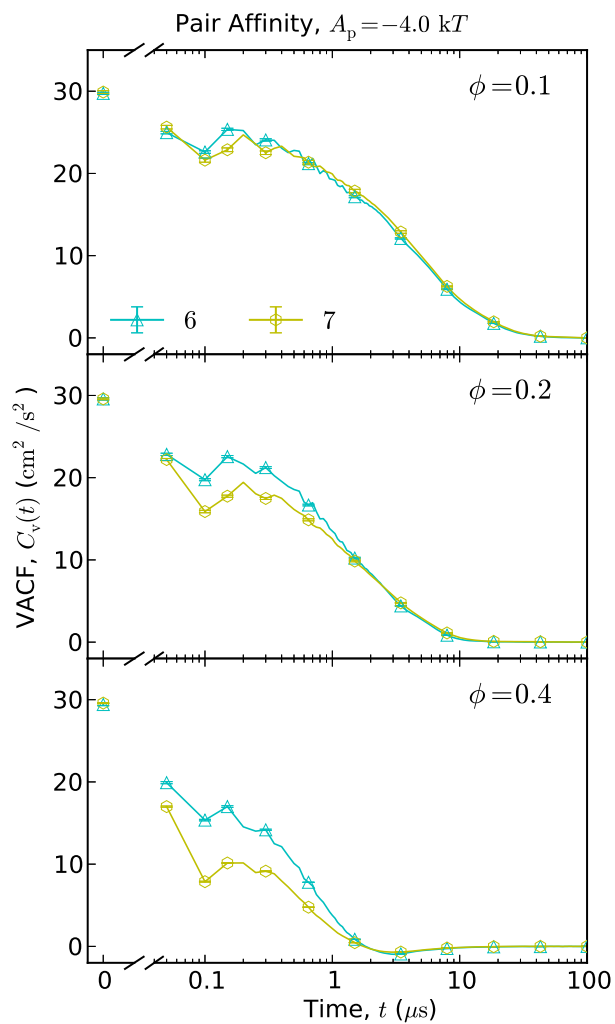 Pair Affinity, A_p = −4.0 kT
30
20
10
0
ϕ = 0.1
6
7
30
20
10
0
ϕ = 0.2
VACF, C_v(t) (cm² /s²)
30
20
10
0
ϕ = 0.4
0 0.1 1 10 100
Time, t (μs)